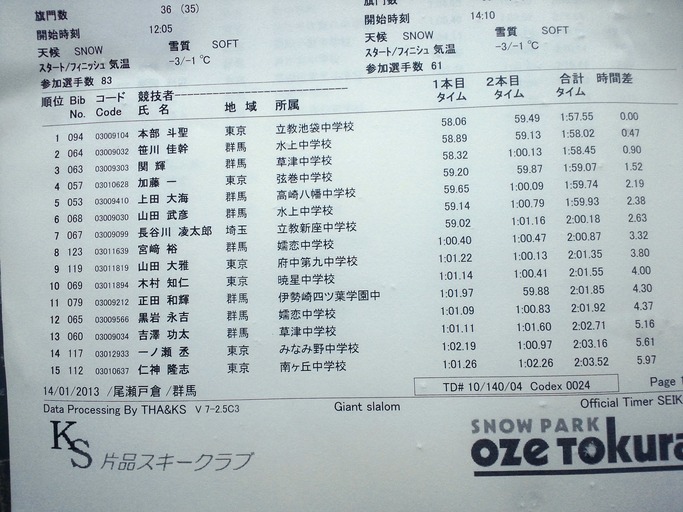 旗門数 36 (35)
旗門数
開始時刻 12:05
開始時刻 14:10
天候 SNOW 雪質 SOFT
天候 SNOW 雪質 SOFT
スタート/フィニッシュ 気温 -3/-1 ℃
スタート/フィニッシュ 気温 -3/-1 ℃
参加選手数 83
参加選手数 61
順位 Bib No. コード Code 競技者 氏 名 地 域 所属 1本目 タイム 2本目 タイム 合計 タイム 時間差
1 094 03009104 本部 斗聖 東京 立教池袋中学校 58.06 59.49 1:57.55 0.00
2 064 03009032 笹川 佳幹 群馬 水上中学校 58.89 59.13 1:58.02 0.47
3 063 03009303 関 輝 群馬 草津中学校 58.32 1:00.13 1:58.45 0.90
4 057 03010628 加藤 一 東京 弦巻中学校 59.20 59.87 1:59.07 1.52
5 053 03009410 上田 大海 群馬 高崎八幡中学校 59.65 1:00.09 1:59.74 2.19
6 068 03009030 山田 武彦 群馬 水上中学校 59.14 1:00.79 1:59.93 2.38
7 067 03009099 長谷川 凌太郎 埼玉 立教新座中学校 59.02 1:01.16 2:00.18 2.63
8 123 03011639 宮﨑 裕 群馬 嬬恋中学校 1:00.40 1:00.47 2:00.87 3.32
9 119 03011819 山田 大雅 東京 府中第九中学校 1:01.22 1:00.13 2:01.35 3.80
10 069 03011894 木村 知仁 東京 暁星中学校 1:01.14 1:00.41 2:01.55 4.00
11 079 03009212 正田 和輝 群馬 伊勢崎四ツ葉学園中 1:01.97 59.88 2:01.85 4.30
12 065 03009566 黒岩 永吉 群馬 嬬恋中学校 1:01.09 1:00.83 2:01.92 4.37
13 060 03009034 吉澤 功太 群馬 草津中学校 1:01.11 1:01.60 2:02.71 5.16
14 117 03012933 一ノ瀬 丞 東京 みなみ野中学校 1:02.19 1:00.97 2:03.16 5.61
15 112 03010637 仁神 隆志 東京 南ヶ丘中学校 1:01.26 1:02.26 2:03.52 5.97
14/01/2013 /尾瀬戸倉 /群馬 TD# 10/140/04 Codex 0024 Page
Data Processing By THA&KS V 7-2.5C3 Giant slalom Official Timer SEIK
KS 片品スキークラブ
SNOW PARK
oze Tokura